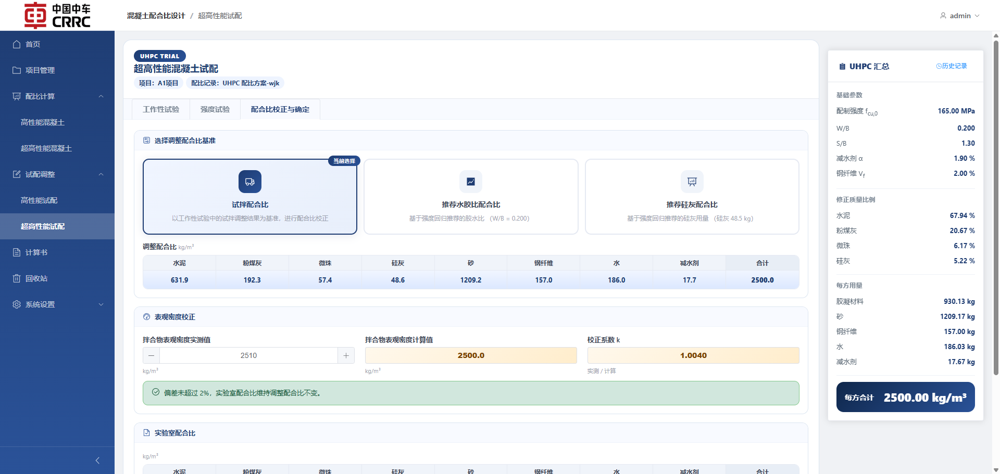 中国中车
CRRC
混凝土配合比设计 / 超高性能试配
admin
首页
项目管理
配比计算
高性能混凝土
超高性能混凝土
试配调整
高性能试配
超高性能试配
计算书
回收站
系统设置
UHPC TRIAL
超高性能混凝土试配
项目：A1项目 配比记录：UHPC 配比方案-wjk
工作性试验 强度试验 配合比校正与确定
选择调整配合比基准
当前选择
试拌配合比
以工作性试验中的试拌调整结果为基准，进行配合比校正
推荐水胶比配合比
基于强度回归推荐的胶水比 （W/B = 0.200）
推荐硅灰配合比
基于强度回归推荐的硅灰用量 （硅灰 48.5 kg）
调整配合比 kg/m³
水泥 粉煤灰 微珠 硅灰 砂 钢纤维 水 减水剂 合计
631.9 192.3 57.4 48.6 1209.2 157.0 186.0 17.7 2500.0
表观密度校正
拌合物表观密度实测值 拌合物表观密度计算值 校正系数 k
2510 2500.0 1.0040
kg/m³ kg/m³ 实测 / 计算
偏差未超过 2%，实验室配合比维持调整配合比不变。
实验室配合比
kg/m³
水泥 粉煤灰 微珠 硅灰 砂 钢纤维 水 减水剂 合计
UHPC 汇总 历史记录
基础参数
配制强度 fcu,0 165.00 MPa
W/B 0.200
S/B 1.30
减水剂 α 1.90 %
钢纤维 Vf 2.00 %
修正质量比例
水泥 67.94 %
粉煤灰 20.67 %
微珠 6.17 %
硅灰 5.22 %
每方用量
胶凝材料 930.13 kg
砂 1209.17 kg
钢纤维 157.00 kg
水 186.03 kg
减水剂 17.67 kg
每方合计 2500.00 kg/m³